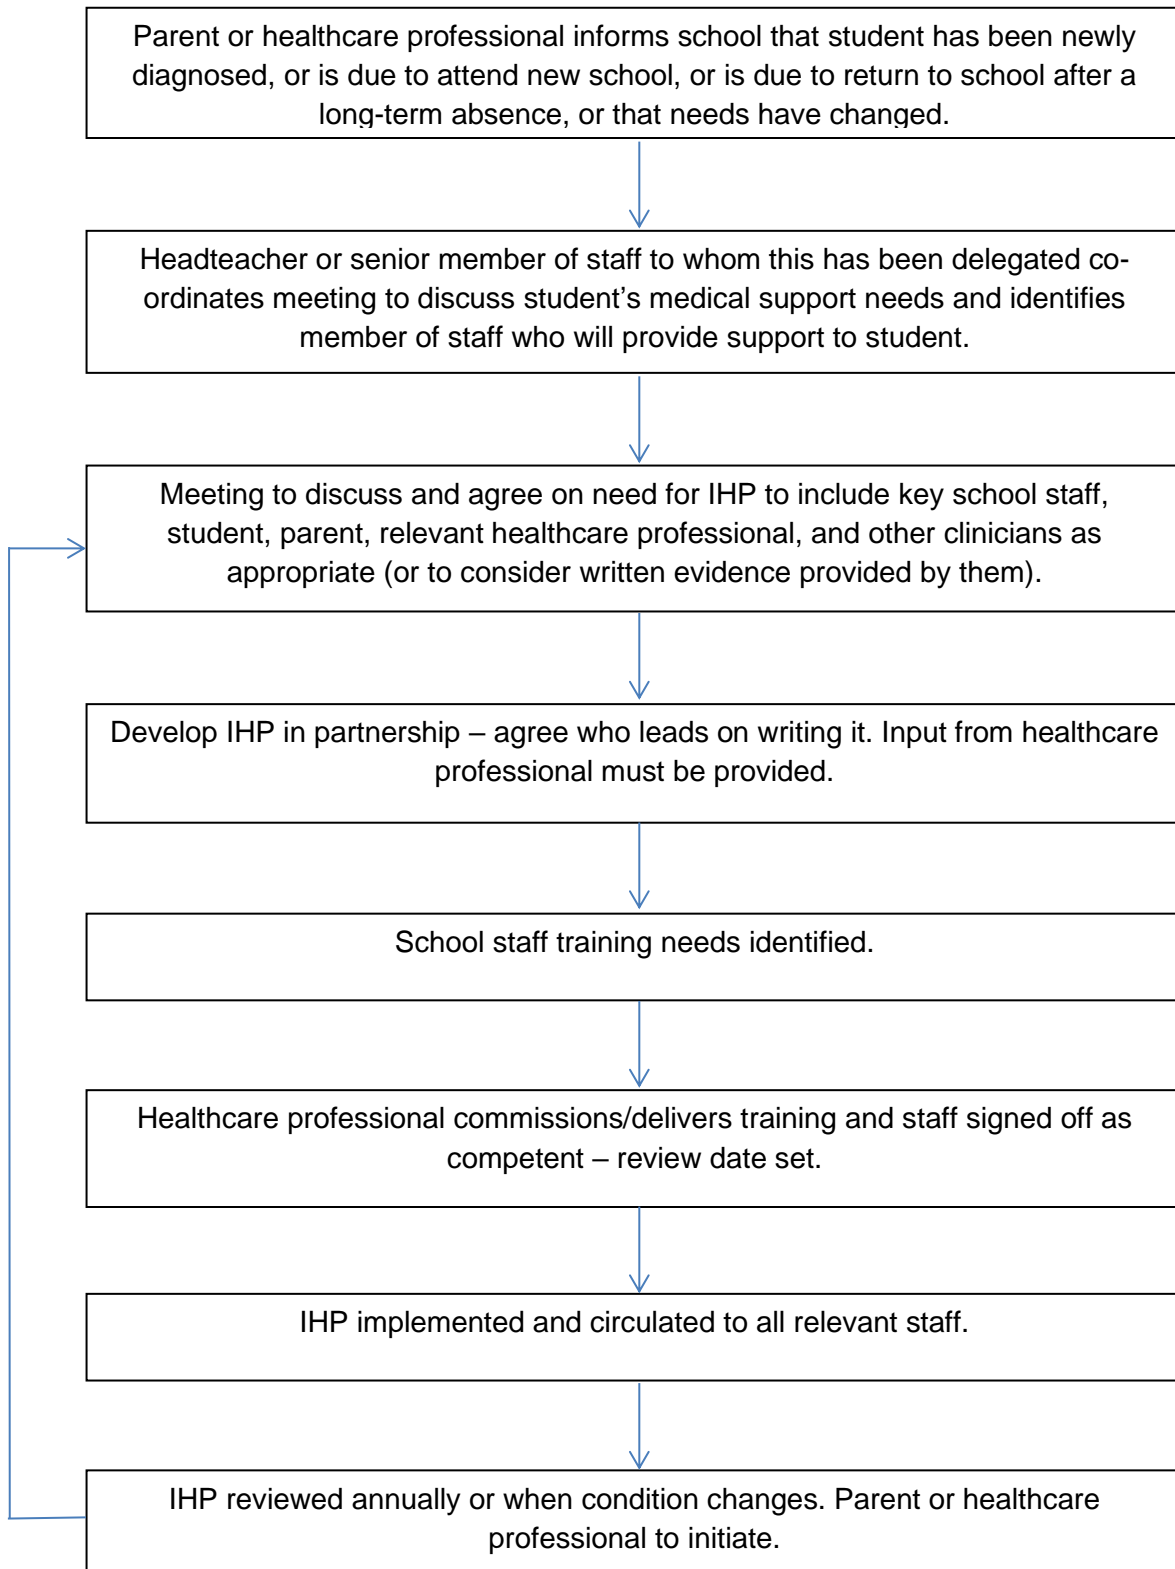 Parent or healthcare professional informs school that student has been newly
diagnosed, or is due to attend new school, or is due to return to school after a
long-term absence, or that needs have changed.
Headteacher or senior member of staff to whom this has been delegated co-
ordinates meeting to discuss student’s medical support needs and identifies
member of staff who will provide support to student.
Meeting to discuss and agree on need for IHP to include key school staff,
student, parent, relevant healthcare professional, and other clinicians as
appropriate (or to consider written evidence provided by them).
Develop IHP in partnership – agree who leads on writing it. Input from healthcare
professional must be provided.
School staff training needs identified.
Healthcare professional commissions/delivers training and staff signed off as
competent – review date set.
IHP implemented and circulated to all relevant staff.
IHP reviewed annually or when condition changes. Parent or healthcare
professional to initiate.